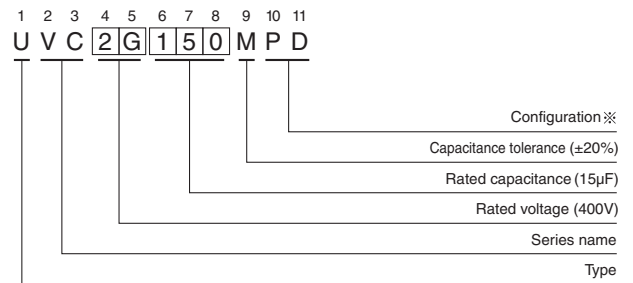 1 2 3 4 5 6 7 8 9 10 11
U V C 2 G 1 5 0 M P D
Configuration※
Capacitance tolerance (±20%)
Rated capacitance (15µF)
Rated voltage (400V)
Series name
Type